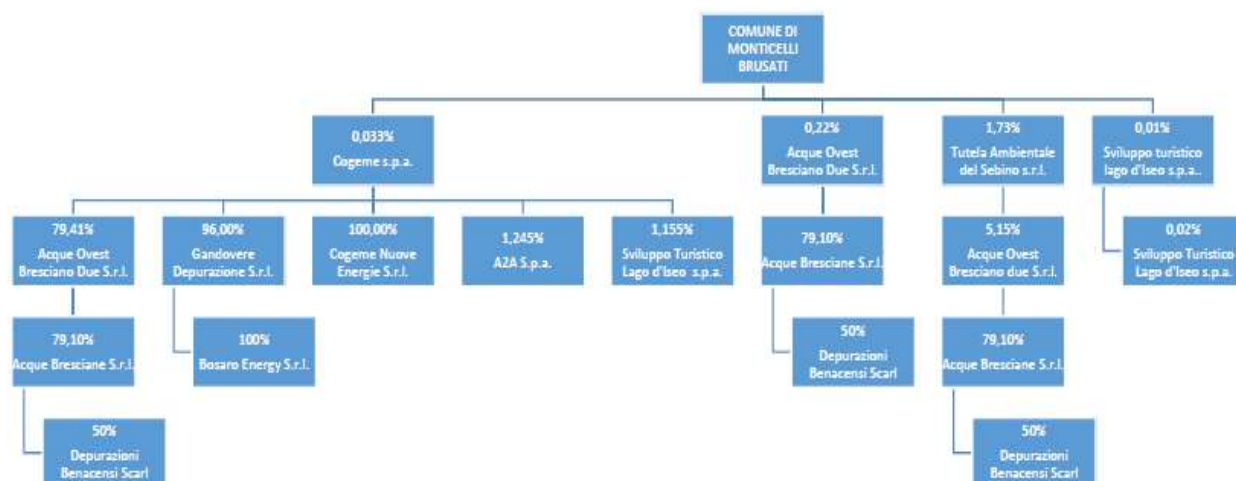 COMUNE DI
MONTICELLI
BRUSATI
0,033%
Cogeme s.p.a.
0,22%
Acque Ovest
Bresciano Due S.r.l.
1,73%
Tutela Ambientale
del Sebino s.r.l.
0,01%
Sviluppo turistico
lago d'Iseo s.p.a..
79,41%
Acque Ovest
Bresciano Due S.r.l.
96,00%
Gandovere
Depurazione S.r.l.
100,00%
Cogeme Nuove
Energie S.r.l.
1,245%
A2A S.p.a.
1,155%
Sviluppo Turistico
Lago d'Iseo s.p.a.
79,10%
Acque Bresciane S.r.l.
5,15%
Acque Ovest
Bresciano due S.r.l.
0,02%
Sviluppo Turistico
Lago d'Iseo s.p.a.
79,10%
Acque Bresciane S.r.l.
100%
Bosaro Energy S.r.l.
50%
Depurazioni
Benacensi Scarl
79,10%
Acque Bresciane S.r.l.
50%
Depurazioni
Benacensi Scarl
50%
Depurazioni
Benacensi Scarl